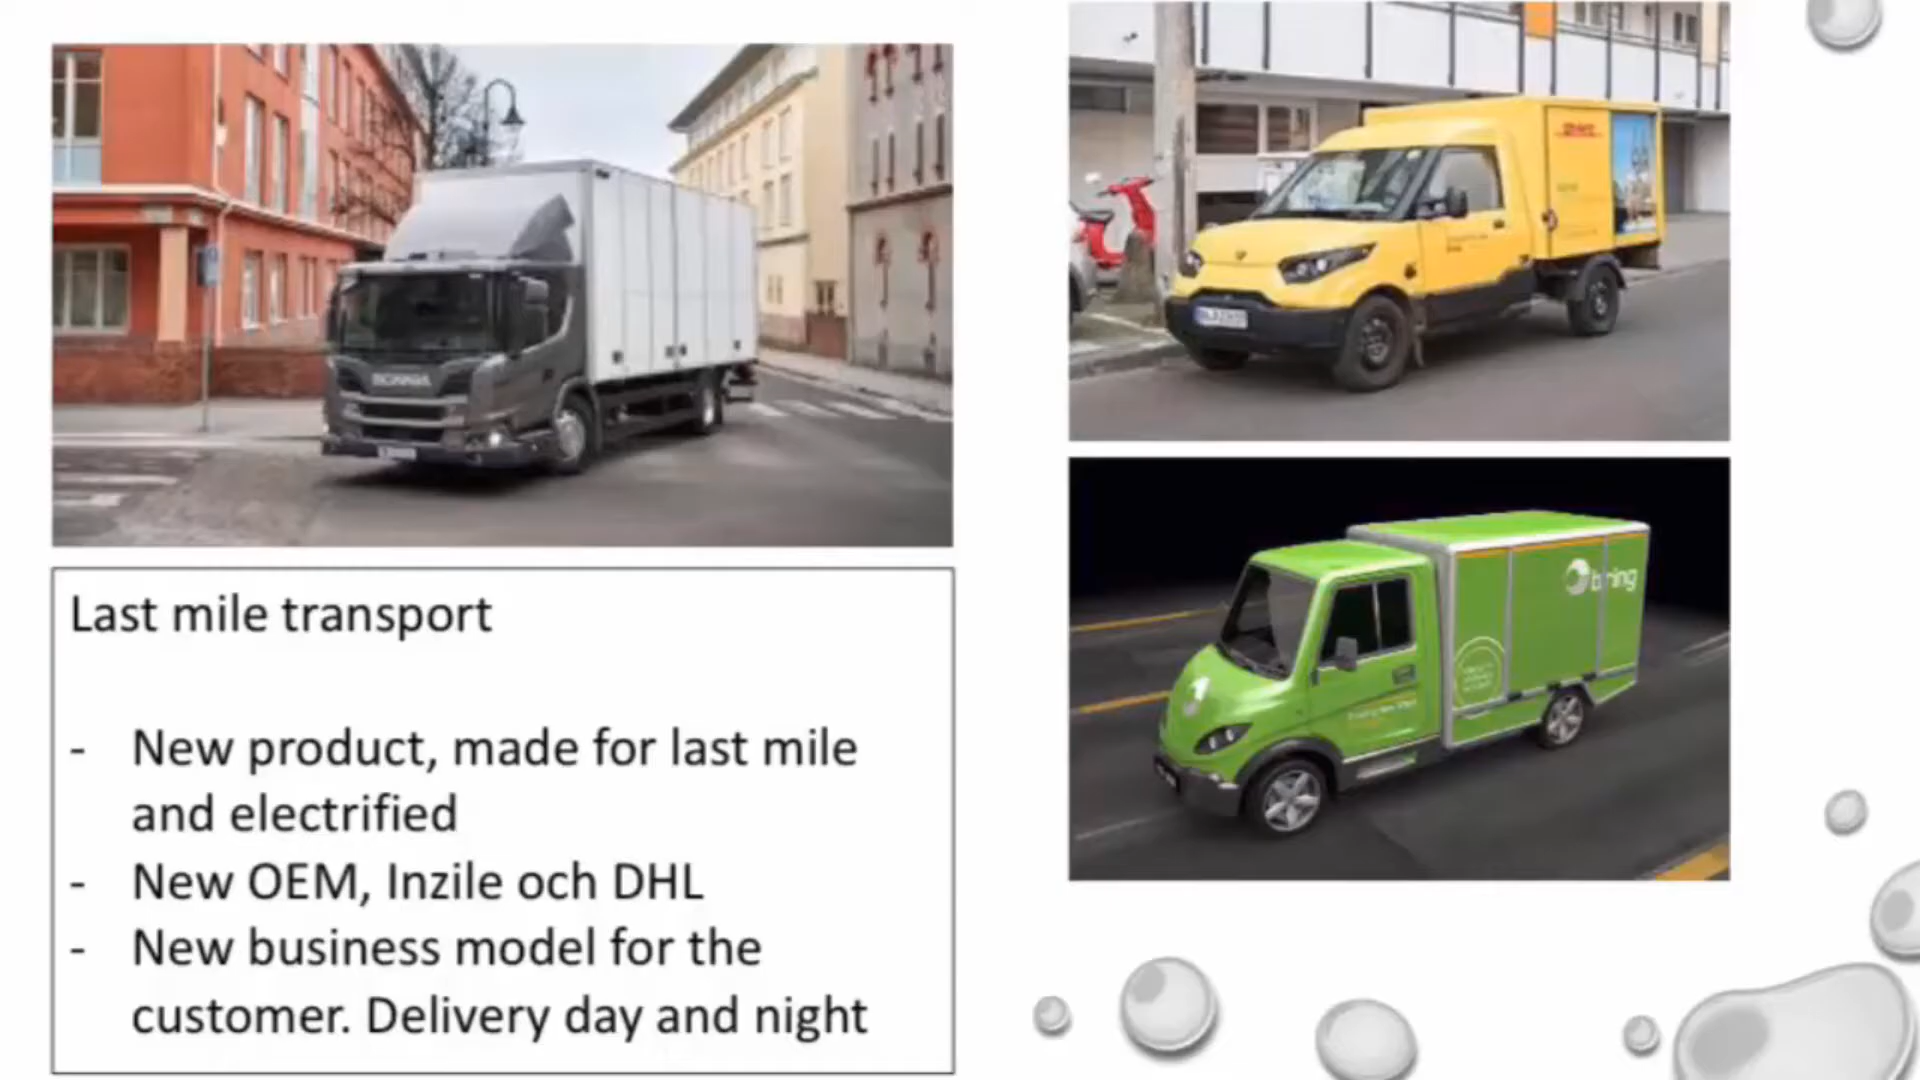 SCANIA
DHL
bring
Last mile transport
- New product, made for last mile
and electrified
- New OEM, Inzile och DHL
- New business model for the
customer. Delivery day and night